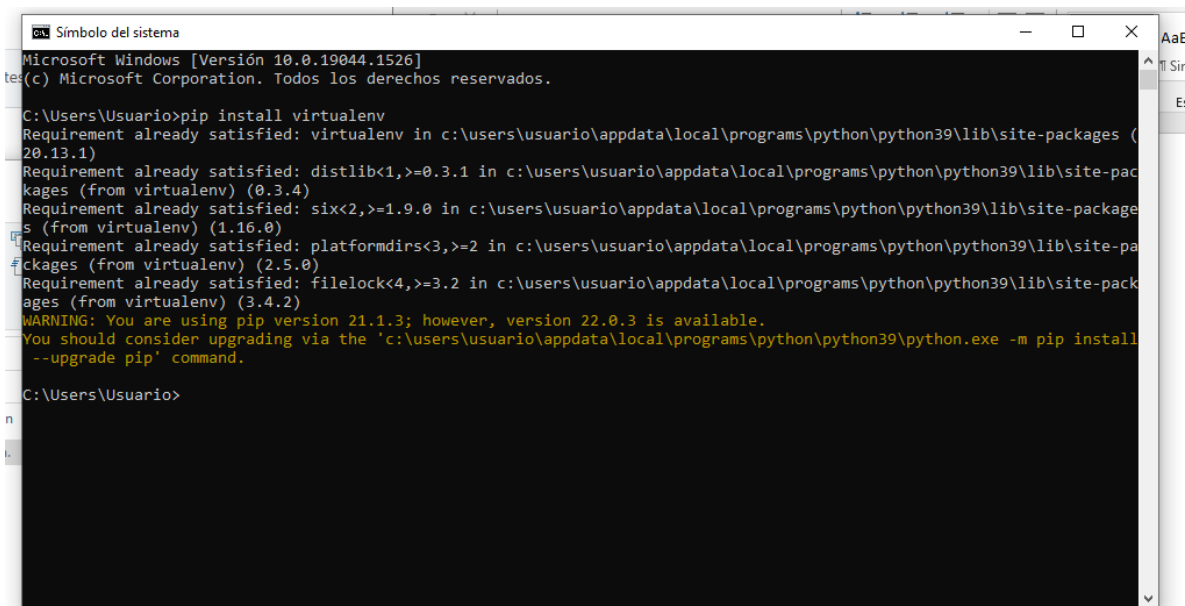 Símbolo del sistema
Microsoft Windows [Versión 10.0.19044.1526]
(c) Microsoft Corporation. Todos los derechos reservados.
C:\Users\Usuario>pip install virtualenv
Requirement already satisfied: virtualenv in c:\users\usuario\appdata\local\programs\python\python39\lib\site-packages (
20.13.1)
Requirement already satisfied: distlib<1,>=0.3.1 in c:\users\usuario\appdata\local\programs\python\python39\lib\site-pac
kages (from virtualenv) (0.3.4)
Requirement already satisfied: six<2,>=1.9.0 in c:\users\usuario\appdata\local\programs\python\python39\lib\site-package
s (from virtualenv) (1.16.0)
Requirement already satisfied: platformdirs<3,>=2 in c:\users\usuario\appdata\local\programs\python\python39\lib\site-pa
ckages (from virtualenv) (2.5.0)
Requirement already satisfied: filelock<4,>=3.2 in c:\users\usuario\appdata\local\programs\python\python39\lib\site-pack
ages (from virtualenv) (3.4.2)
WARNING: You are using pip version 21.1.3; however, version 22.0.3 is available.
You should consider upgrading via the 'c:\users\usuario\appdata\local\programs\python\python39\python.exe -m pip install
 --upgrade pip' command.
C:\Users\Usuario>